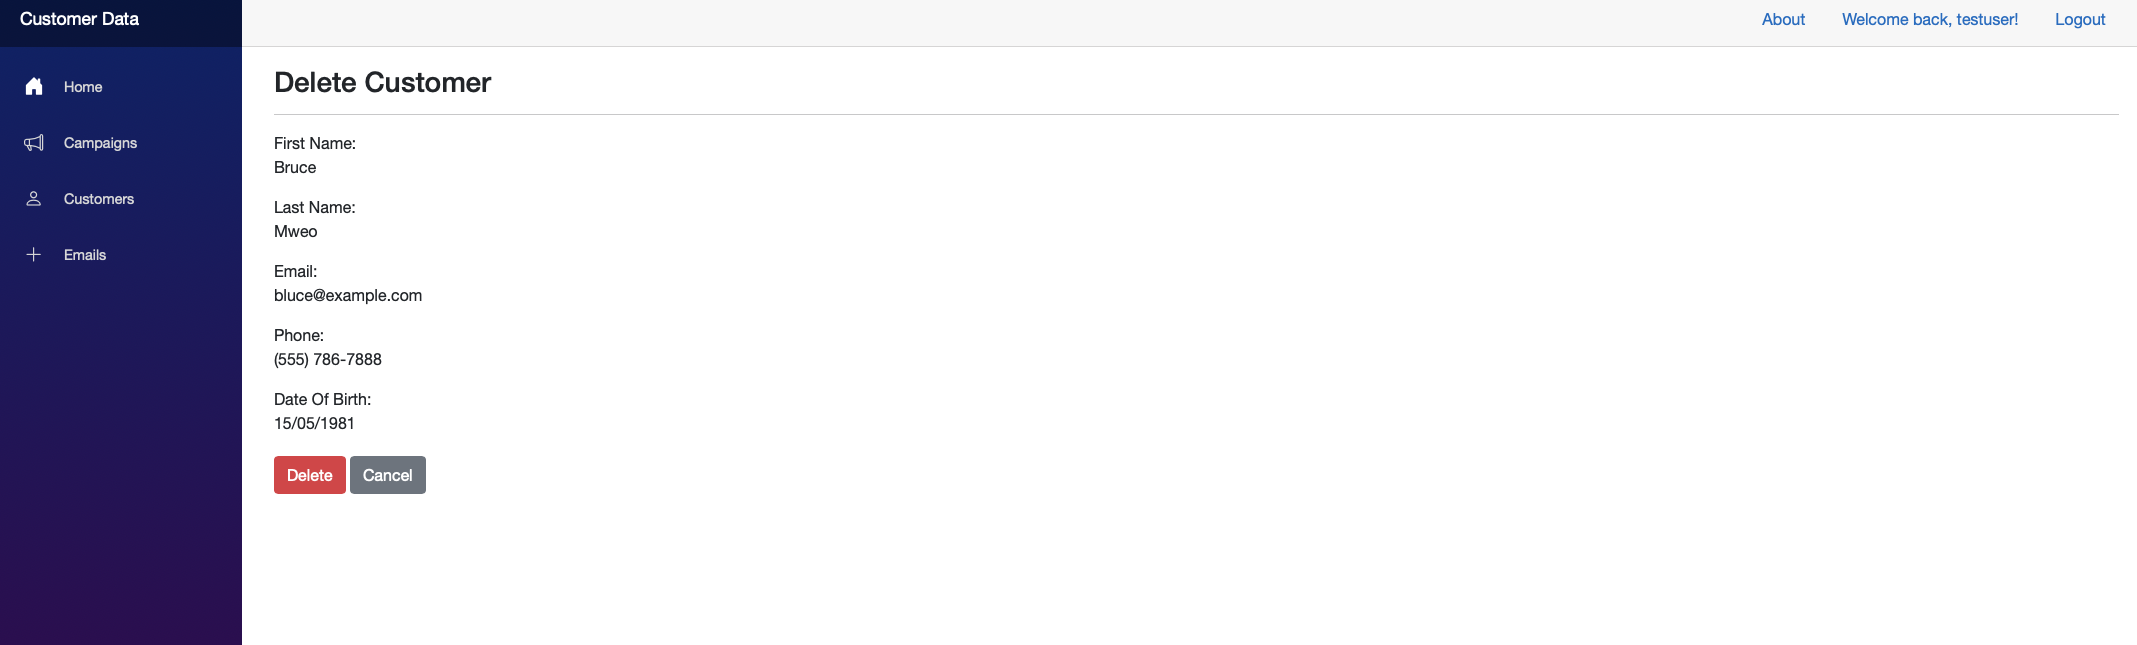 Customer Data
About Welcome back, testuser! Logout
Home
Campaigns
Customers
Emails
Delete Customer
First Name:
Bruce
Last Name:
Mweo
Email:
bluce@example.com
Phone:
(555) 786-7888
Date Of Birth:
15/05/1981
Delete Cancel